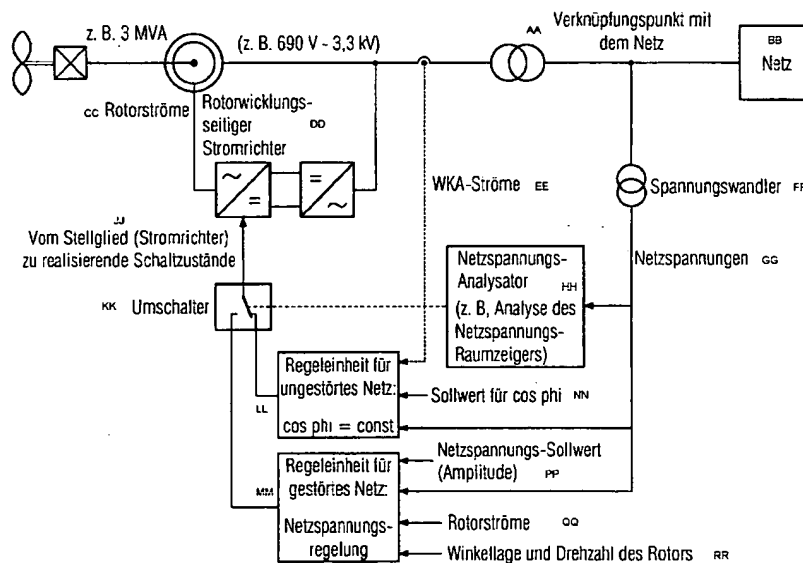 z. B. 3 MVA
(z. B. 690 V - 3,3 kV)
AA
Verknüpfungspunkt mit
dem Netz
BB
Netz
CC Rotorströme
Rotorwicklungs-
seitiger
Stromrichter
DD
~
=
=
~
WKA-Ströme EE
Spannungswandler FF
JJ
Vom Stellglied (Stromrichter)
zu realisierende Schaltzustände
Netzspannungs-
Analysator
HH
(z. B, Analyse des
Netzspannungs-
Raumzeigers)
Netzspannungen GG
KK Umschalter
Regeleinheit für
ungestörtes Netz:
cos phi = const
LL
Sollwert für cos phi NN
Regeleinheit für
gestörtes Netz:
Netzspannungs-
regelung
MM
Netzspannungs-Sollwert
(Amplitude) PP
Rotorströme QQ
Winkellage und Drehzahl des Rotors RR